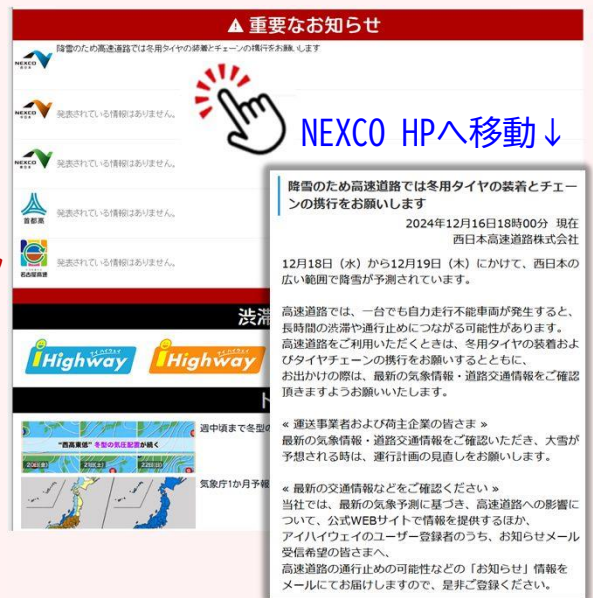 重要なお知らせ
NEXCO
降雪のため高速道路では冬用タイヤの装着とチェーンの携行をお願いします
NEXCO
発表されている情報はありません。
NEXCO
発表されている情報はありません。
首都高
発表されている情報はありません。
名古屋高速
発表されている情報はありません。
NEXCO HPへ移動↓
渋滞
アイハイウェイ
iHighway
アイハイウェイ
iHighway
ト
"西高東低" 冬型の気圧配置が続く
20日(金)
21日(土)
22日(日)
週中頃まで冬型の
気象庁1か月予報
降雪のため高速道路では冬用タイヤの装着とチェー
ンの携行をお願いします
2024年12月16日18時00分 現在
西日本高速道路株式会社
12月18日（水）から12月19日（木）にかけて、西日本の
広い範囲で降雪が予測されています。
高速道路では、一台でも自力走行不能車両が発生すると、
長時間の渋滞や通行止めにつながる可能性があります。
高速道路をご利用いただくときは、冬用タイヤの装着およ
びタイヤチェーンの携行をお願いするとともに、
お出かけの際は、最新の気象情報・道路交通情報をご確認
頂きますようお願いいたします。
« 運送事業者および荷主企業の皆さま »
最新の気象情報・道路交通情報をご確認いただき、大雪が
予想される時は、運行計画の見直しをお願いします。
« 最新の交通情報などをご確認ください »
当社では、最新の気象予測に基づき、高速道路への影響に
ついて、公式WEBサイトで情報を提供するほか、
アイハイウェイのユーザー登録者のうち、お知らせメール
受信希望の皆さまへ、
高速道路の通行止めの可能性などの「お知らせ」情報を
メールにてお届けしますので、是非ご登録ください。